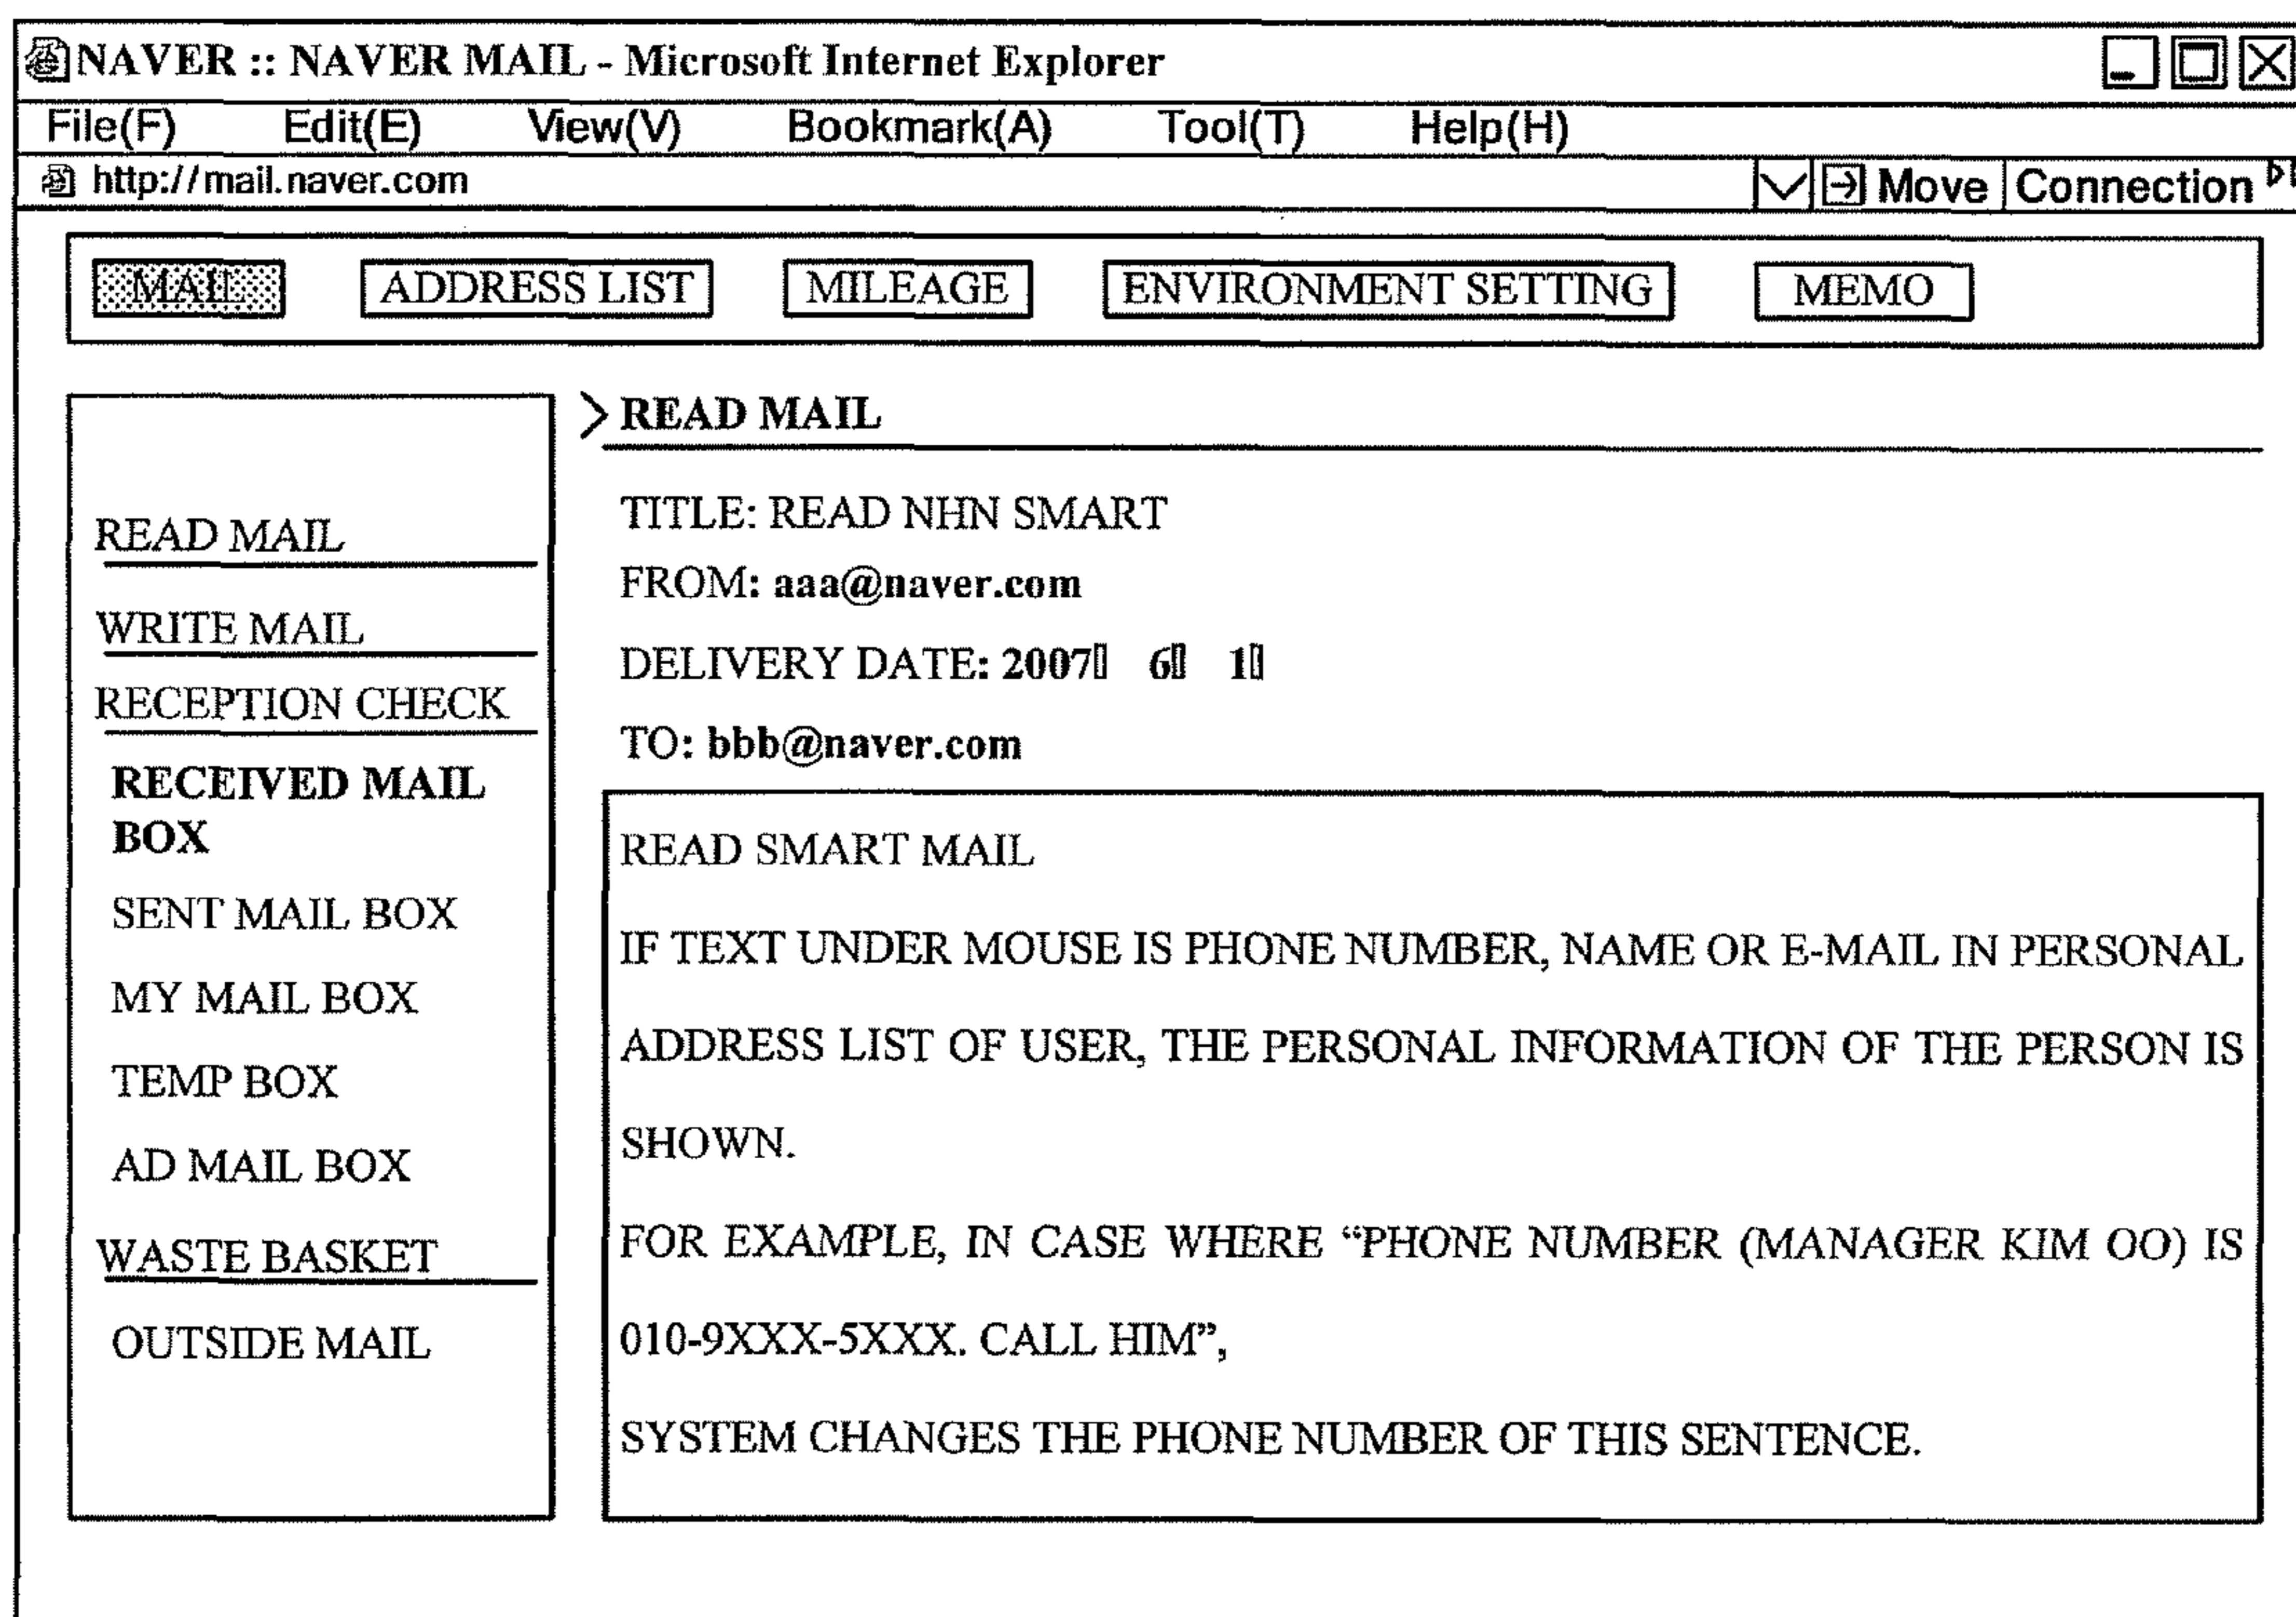 NAVER :: NAVER MAIL - Microsoft Internet Explorer
File(F) Edit(E) View(V) Bookmark(A) Tool(T) Help(H)
http://mail.naver.com Move Connection
MAIL ADDRESS LIST MILEAGE ENVIRONMENT SETTING MEMO
READ MAIL
WRITE MAIL
RECEPTION CHECK
RECEIVED MAIL
BOX
SENT MAIL BOX
MY MAIL BOX
TEMP BOX
AD MAIL BOX
WASTE BASKET
OUTSIDE MAIL
READ MAIL
TITLE: READ NHN SMART
FROM: aaa@naver.com
DELIVERY DATE: 2007 6 1
TO: bbb@naver.com
READ SMART MAIL
IF TEXT UNDER MOUSE IS PHONE NUMBER, NAME OR E-MAIL IN PERSONAL
ADDRESS LIST OF USER, THE PERSONAL INFORMATION OF THE PERSON IS
SHOWN.
FOR EXAMPLE, IN CASE WHERE “PHONE NUMBER (MANAGER KIM OO) IS
010-9XXX-5XXX. CALL HIM”,
SYSTEM CHANGES THE PHONE NUMBER OF THIS SENTENCE.